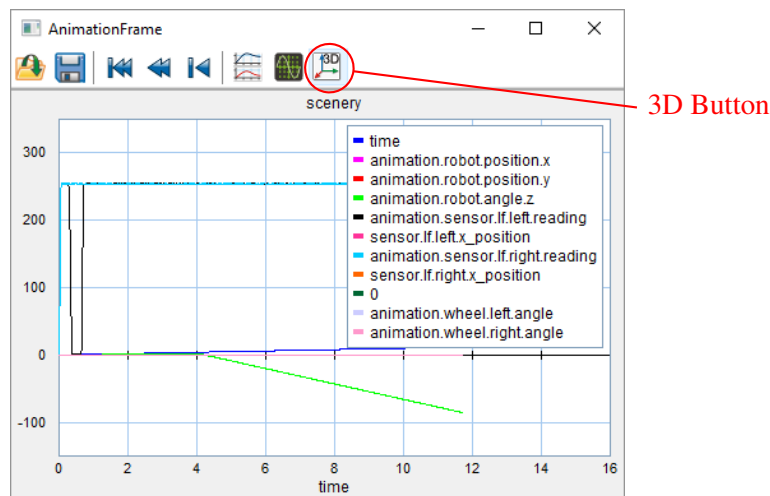 AnimationFrame
3D
3D Button
scenery
300
200
100
0
-100
time
animation.robot.position.x
animation.robot.position.y
animation.robot.angle.z
animation.sensor.lf.left.reading
sensor.lf.left.x_position
animation.sensor.lf.right.reading
sensor.lf.right.x_position
0
animation.wheel.left.angle
animation.wheel.right.angle
0 2 4 6 8 10 12 14 16
time